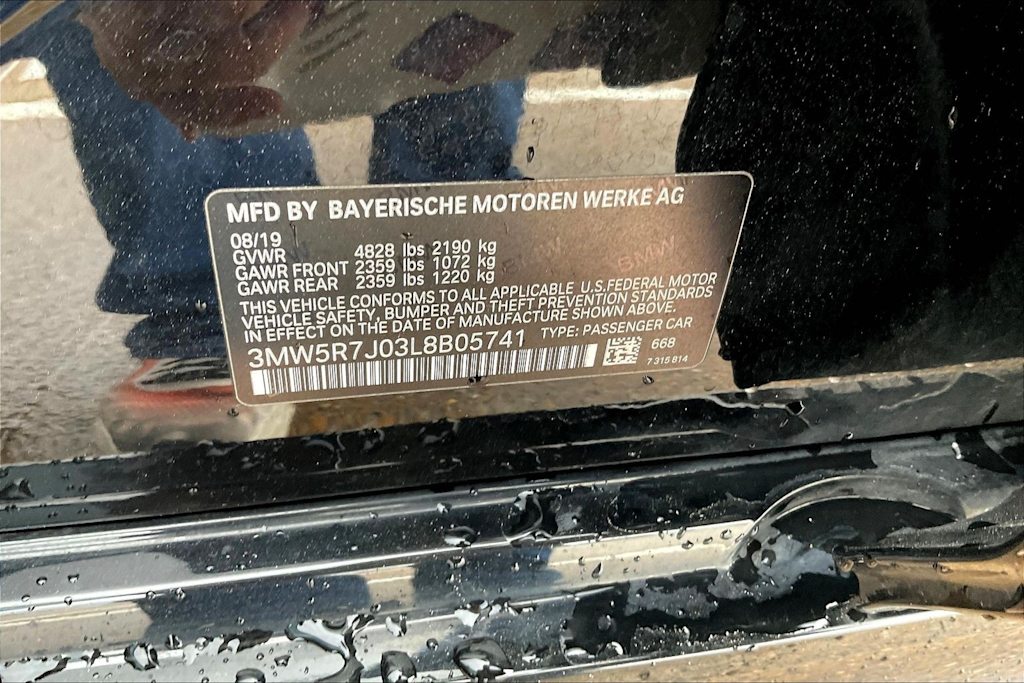 MFD BY BAYERISCHE MOTOREN WERKE AG
08/19
GVWR 4828 lbs 2190 kg
GAWR FRONT 2359 lbs 1072 kg
GAWR REAR 2359 lbs 1220 kg
THIS VEHICLE CONFORMS TO ALL APPLICABLE U.S.FEDERAL MOTOR
VEHICLE SAFETY, BUMPER AND THEFT PREVENTION STANDARDS
IN EFFECT ON THE DATE OF MANUFACTURE SHOWN ABOVE.
3MW5R7J03L8B05741 TYPE: PASSENGER CAR
668
7 315 814
BMW